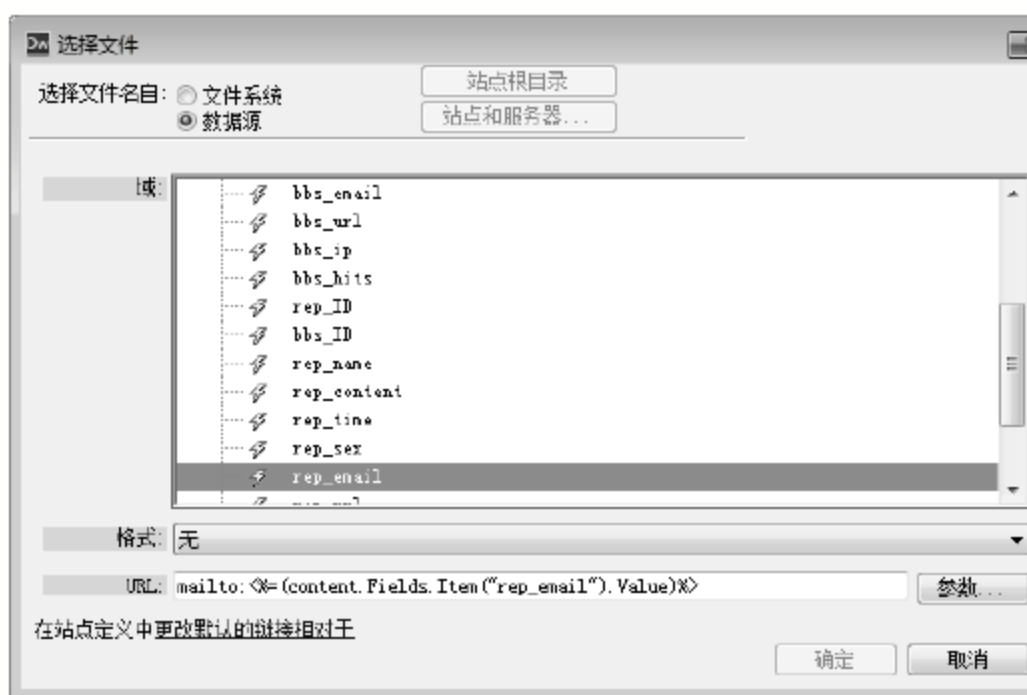 Dw 选择文件
选择文件名自: 文件系统 站点根目录
数据源 站点和服务器...
域:
bbs_email
bbs_url
bbs_ip
bbs_hits
rep_ID
bbs_ID
rep_name
rep_content
rep_time
rep_sex
rep_email
格式: 无
URL: mailto:<%=(content.Fields.Item("rep_email").Value)%> 参数...
在站点定义中更改默认的链接相对于
确定 取消